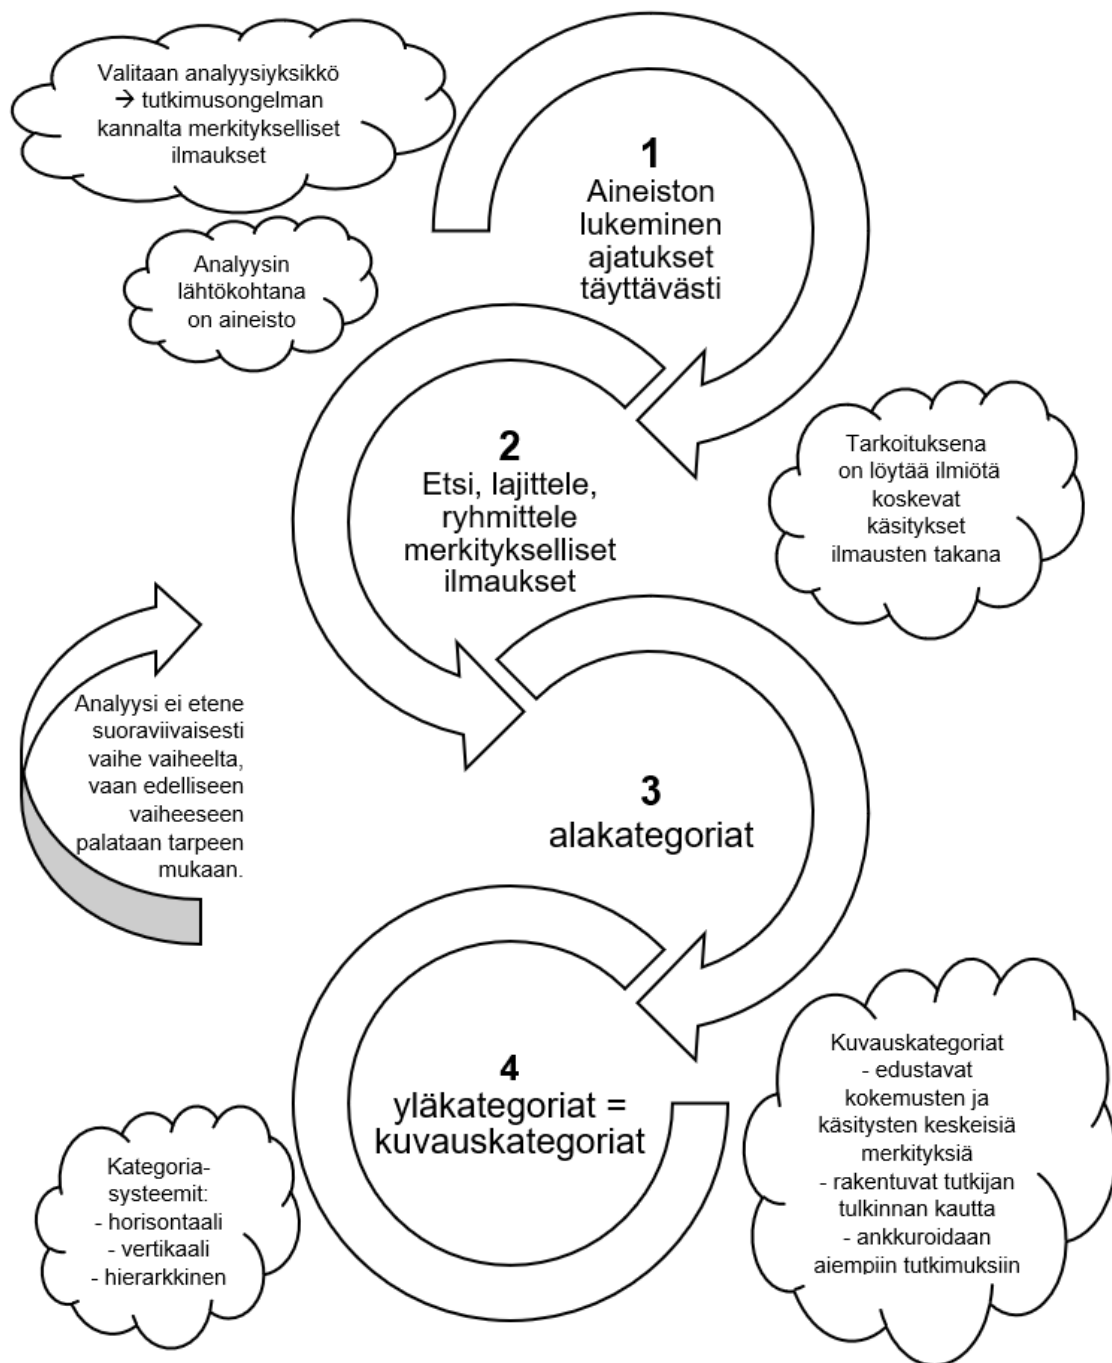 Valitaan analyysiyksikkö
→ tutkimusongelman
kannalta merkitykselliset
ilmaukset
1
Aineiston
lukeminen
ajatukset
täyttävästi
Analyysin
lähtökohtana
on aineisto
2
Etsi, lajittele,
ryhmittele
merkitykselliset
ilmaukset
Tarkoituksena
on löytää ilmiötä
koskevat
käsitykset
ilmausten takana
Analyysi ei etene
suoraviivaisesti
vaihe vaiheelta,
vaan edelliseen
vaiheeseen
palataan tarpeen
mukaan.
3
alakategoriat
4
yläkategoriat =
kuvauskategoriat
Kuvauskategoriat
- edustavat
kokemusten ja
käsitysten keskeisiä
merkityksiä
- rakentuvat tutkijan
tulkinnan kautta
- ankkuroidaan
aiempiin tutkimuksiin
Kategoria-
systeemit:
- horisontaali
- vertikaali
- hierarkkinen